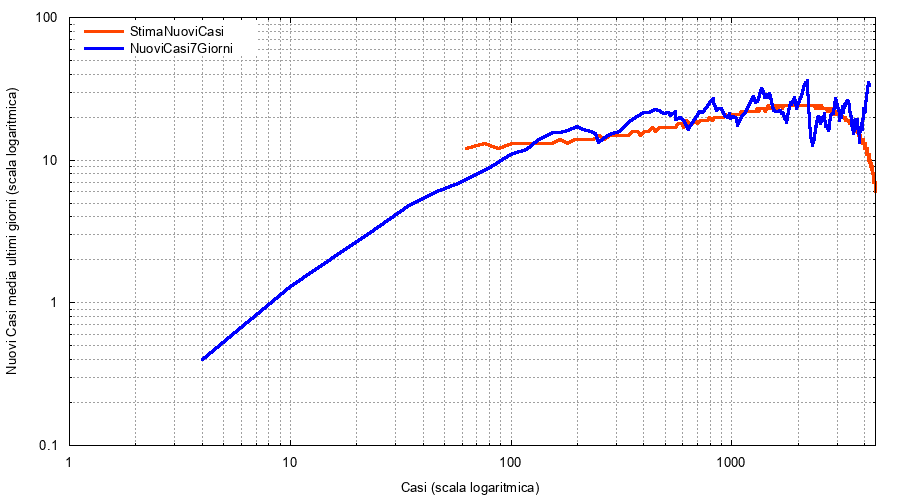 100
10
1
0.1
StimaNuoviCasi
NuoviCasi7Giorni
Nuovi Casi media ultimi giorni (scala logaritmica)
1
10
100
1000
Casi (scala logaritmica)